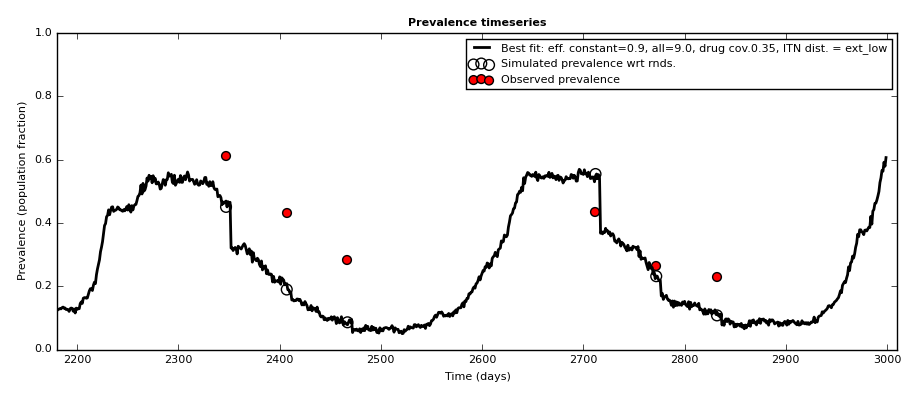 Prevalence timeseries
1.0
0.8
0.6
0.4
0.2
0.0
Prevalence (population fraction)
Best fit: eff. constant=0.9, all=9.0, drug cov.0.35, ITN dist. = ext_low
Simulated prevalence wrt rnds.
Observed prevalence
2200 2300 2400 2500 2600 2700 2800 2900 3000
Time (days)